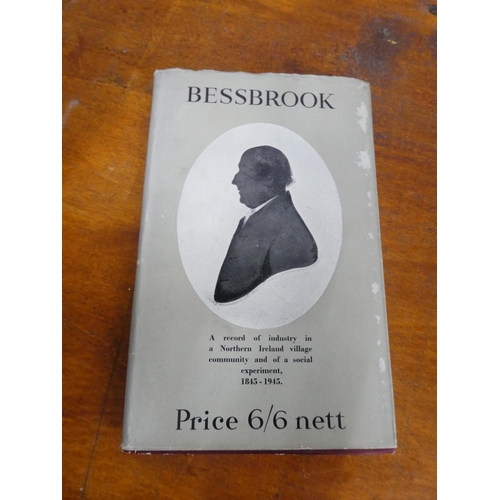 BESSBROOK
A record of industry in
a Northern Ireland village
community and of a social
experiment,
1845-1945.
Price 6/6 nett